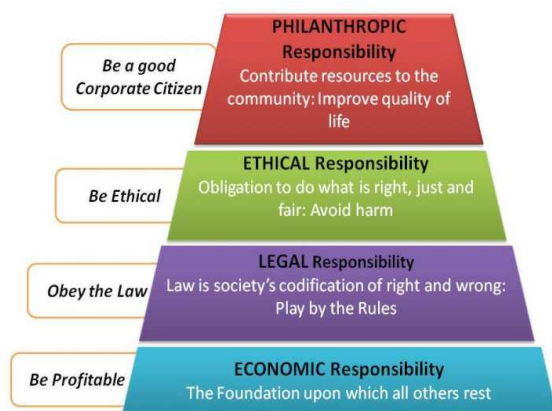 PHILANTHROPIC
Responsibility
Contribute resources to the
community: Improve quality of
life
Be a good
Corporate Citizen
ETHICAL Responsibility
Obligation to do what is right, just and
fair: Avoid harm
Be Ethical
LEGAL Responsibility
Law is society's codification of right and wrong:
Play by the Rules
Obey the Law
ECONOMIC Responsibility
The Foundation upon which all others rest
Be Profitable